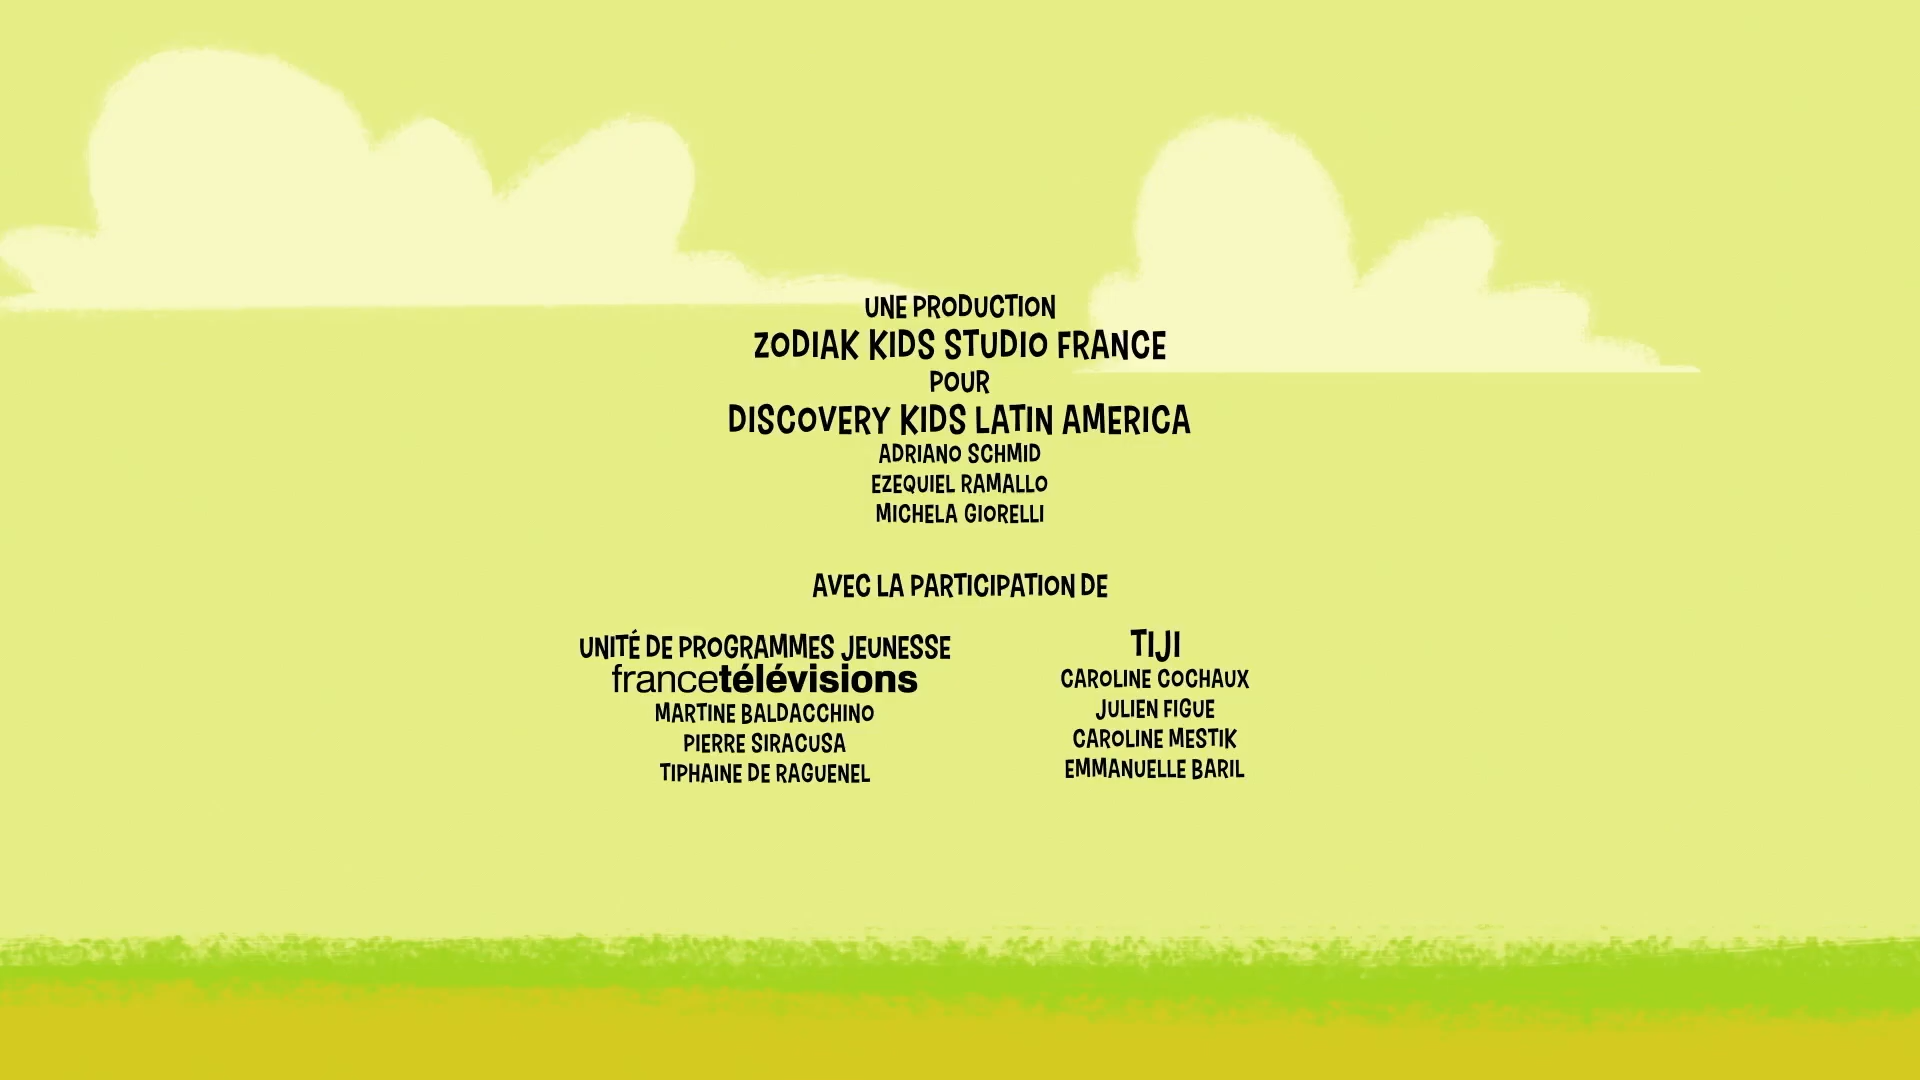 UNE PRODUCTION
ZODIAK KIDS STUDIO FRANCE
POUR
DISCOVERY KIDS LATIN AMERICA
ADRIANO SCHMID
EZEQUIEL RAMALLO
MICHELA GIORELLI
AVEC LA PARTICIPATION DE
UNITÉ DE PROGRAMMES JEUNESSE
francetélévisions
MARTINE BALDACCHINO
PIERRE SIRACUSA
TIPHAINE DE RAGUENEL
TIJI
CAROLINE COCHAUX
JULIEN FIGUE
CAROLINE MESTIK
EMMANUELLE BARIL